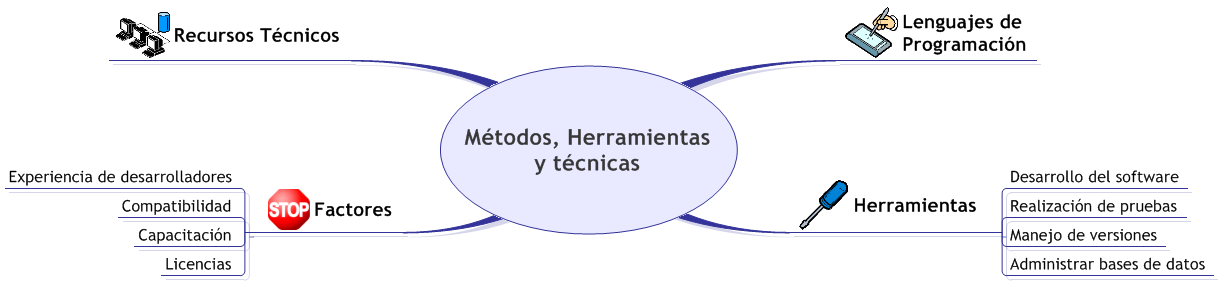 Recursos Técnicos
Lenguajes de
Programación
Métodos, Herramientas
y técnicas
STOP Factores
Experiencia de desarrolladores
Compatibilidad
Capacitación
Licencias
Herramientas
Desarrollo del software
Realización de pruebas
Manejo de versiones
Administrar bases de datos